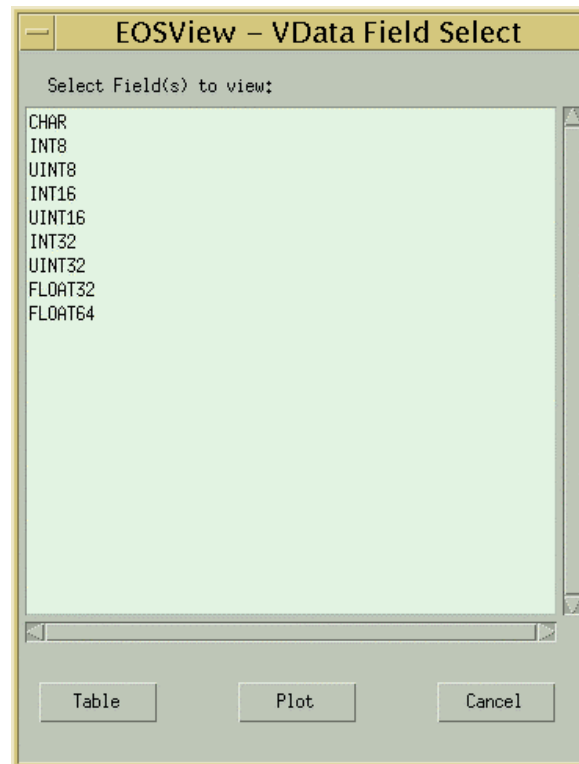 EOSView – VData Field Select
Select Field(s) to view:
CHAR
INT8
UINT8
INT16
UINT16
INT32
UINT32
FLOAT32
FLOAT64
Table Plot Cancel